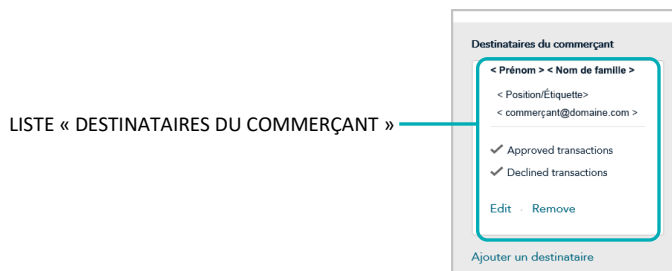 Destinataires du commerçant
< Prénom > < Nom de famille >
< Position/Étiquette>
< commerçant@domaine.com >
LISTE « DESTINATAIRES DU COMMERÇANT »
Approved transactions
Declined transactions
Edit · Remove
Ajouter un destinataire